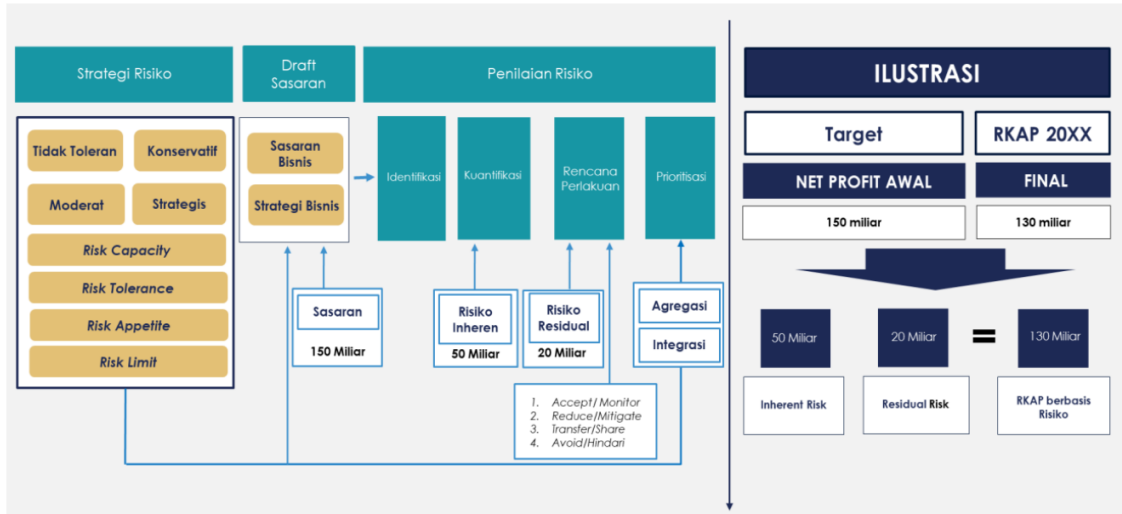 Strategi Risiko
Draft
Sasaran
Penilaian Risiko
Tidak Toleran
Konservatif
Moderat
Strategis
Risk Capacity
Risk Tolerance
Risk Appetite
Risk Limit
Sasaran
Bisnis
Strategi Bisnis
Identifikasi
Kuantifikasi
Rencana
Perlakuan
Prioritisasi
Sasaran
150 Miliar
Risiko
Inheren
50 Miliar
Risiko
Residual
20 Miliar
Agregasi
Integrasi
1. Accept/ Monitor
2. Reduce/Mitigate
3. Transfer/Share
4. Avoid/Hindari
ILUSTRASI
Target
RKAP 20XX
NET PROFIT AWAL
FINAL
150 miliar
130 miliar
50 Miliar
20 Miliar
=
130 Miliar
Inherent Risk
Residual Risk
RKAP berbasis
Risiko